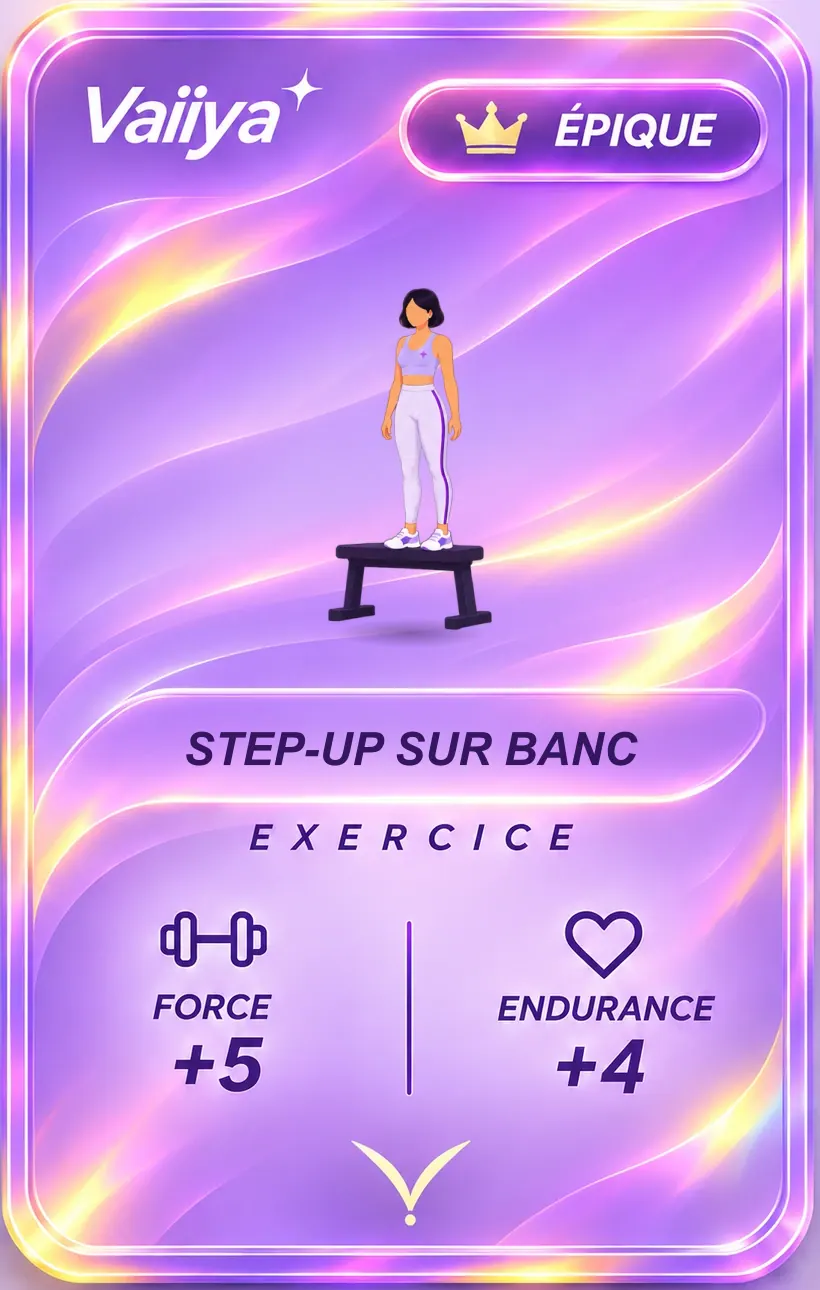 Vaiiya
ÉPIQUE
STEP-UP SUR BANC
EXERCICE
FORCE
+5
ENDURANCE
+4